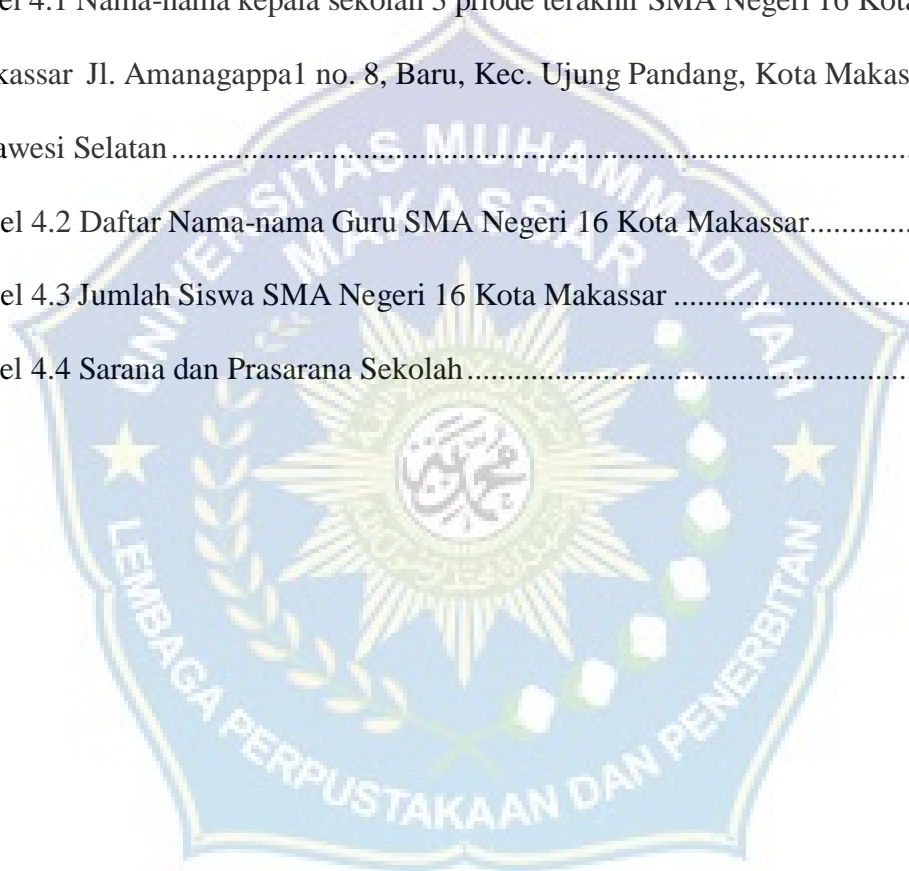 el 4.1 Nama-nama kepala sekolah 5 priode terakhir SMA Negeri 16 Kota
kassar Jl. Amanagappa1 no. 8, Baru, Kec. Ujung Pandang, Kota Makas
awesi Selatan
el 4.2 Daftar Nama-nama Guru SMA Negeri 16 Kota Makassar
el 4.3 Jumlah Siswa SMA Negeri 16 Kota Makassar
el 4.4 Sarana dan Prasarana Sekolah
UNIVERSITAS MUHAMMADIYAH
MAKASSAR
محمد
LEMBAGA PERPUSTAKAAN DAN PENERBITAN